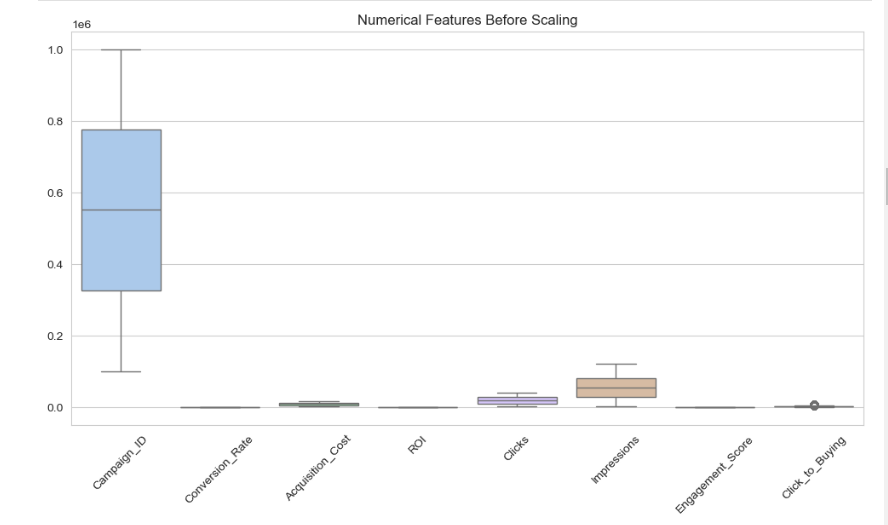 Numerical Features Before Scaling
1e6
1.0
0.8
0.6
0.4
0.2
0.0
Campaign_ID
Conversion_Rate
Acquisition_Cost
ROI
Clicks
Impressions
Engagement_Score
Click_to_Buying